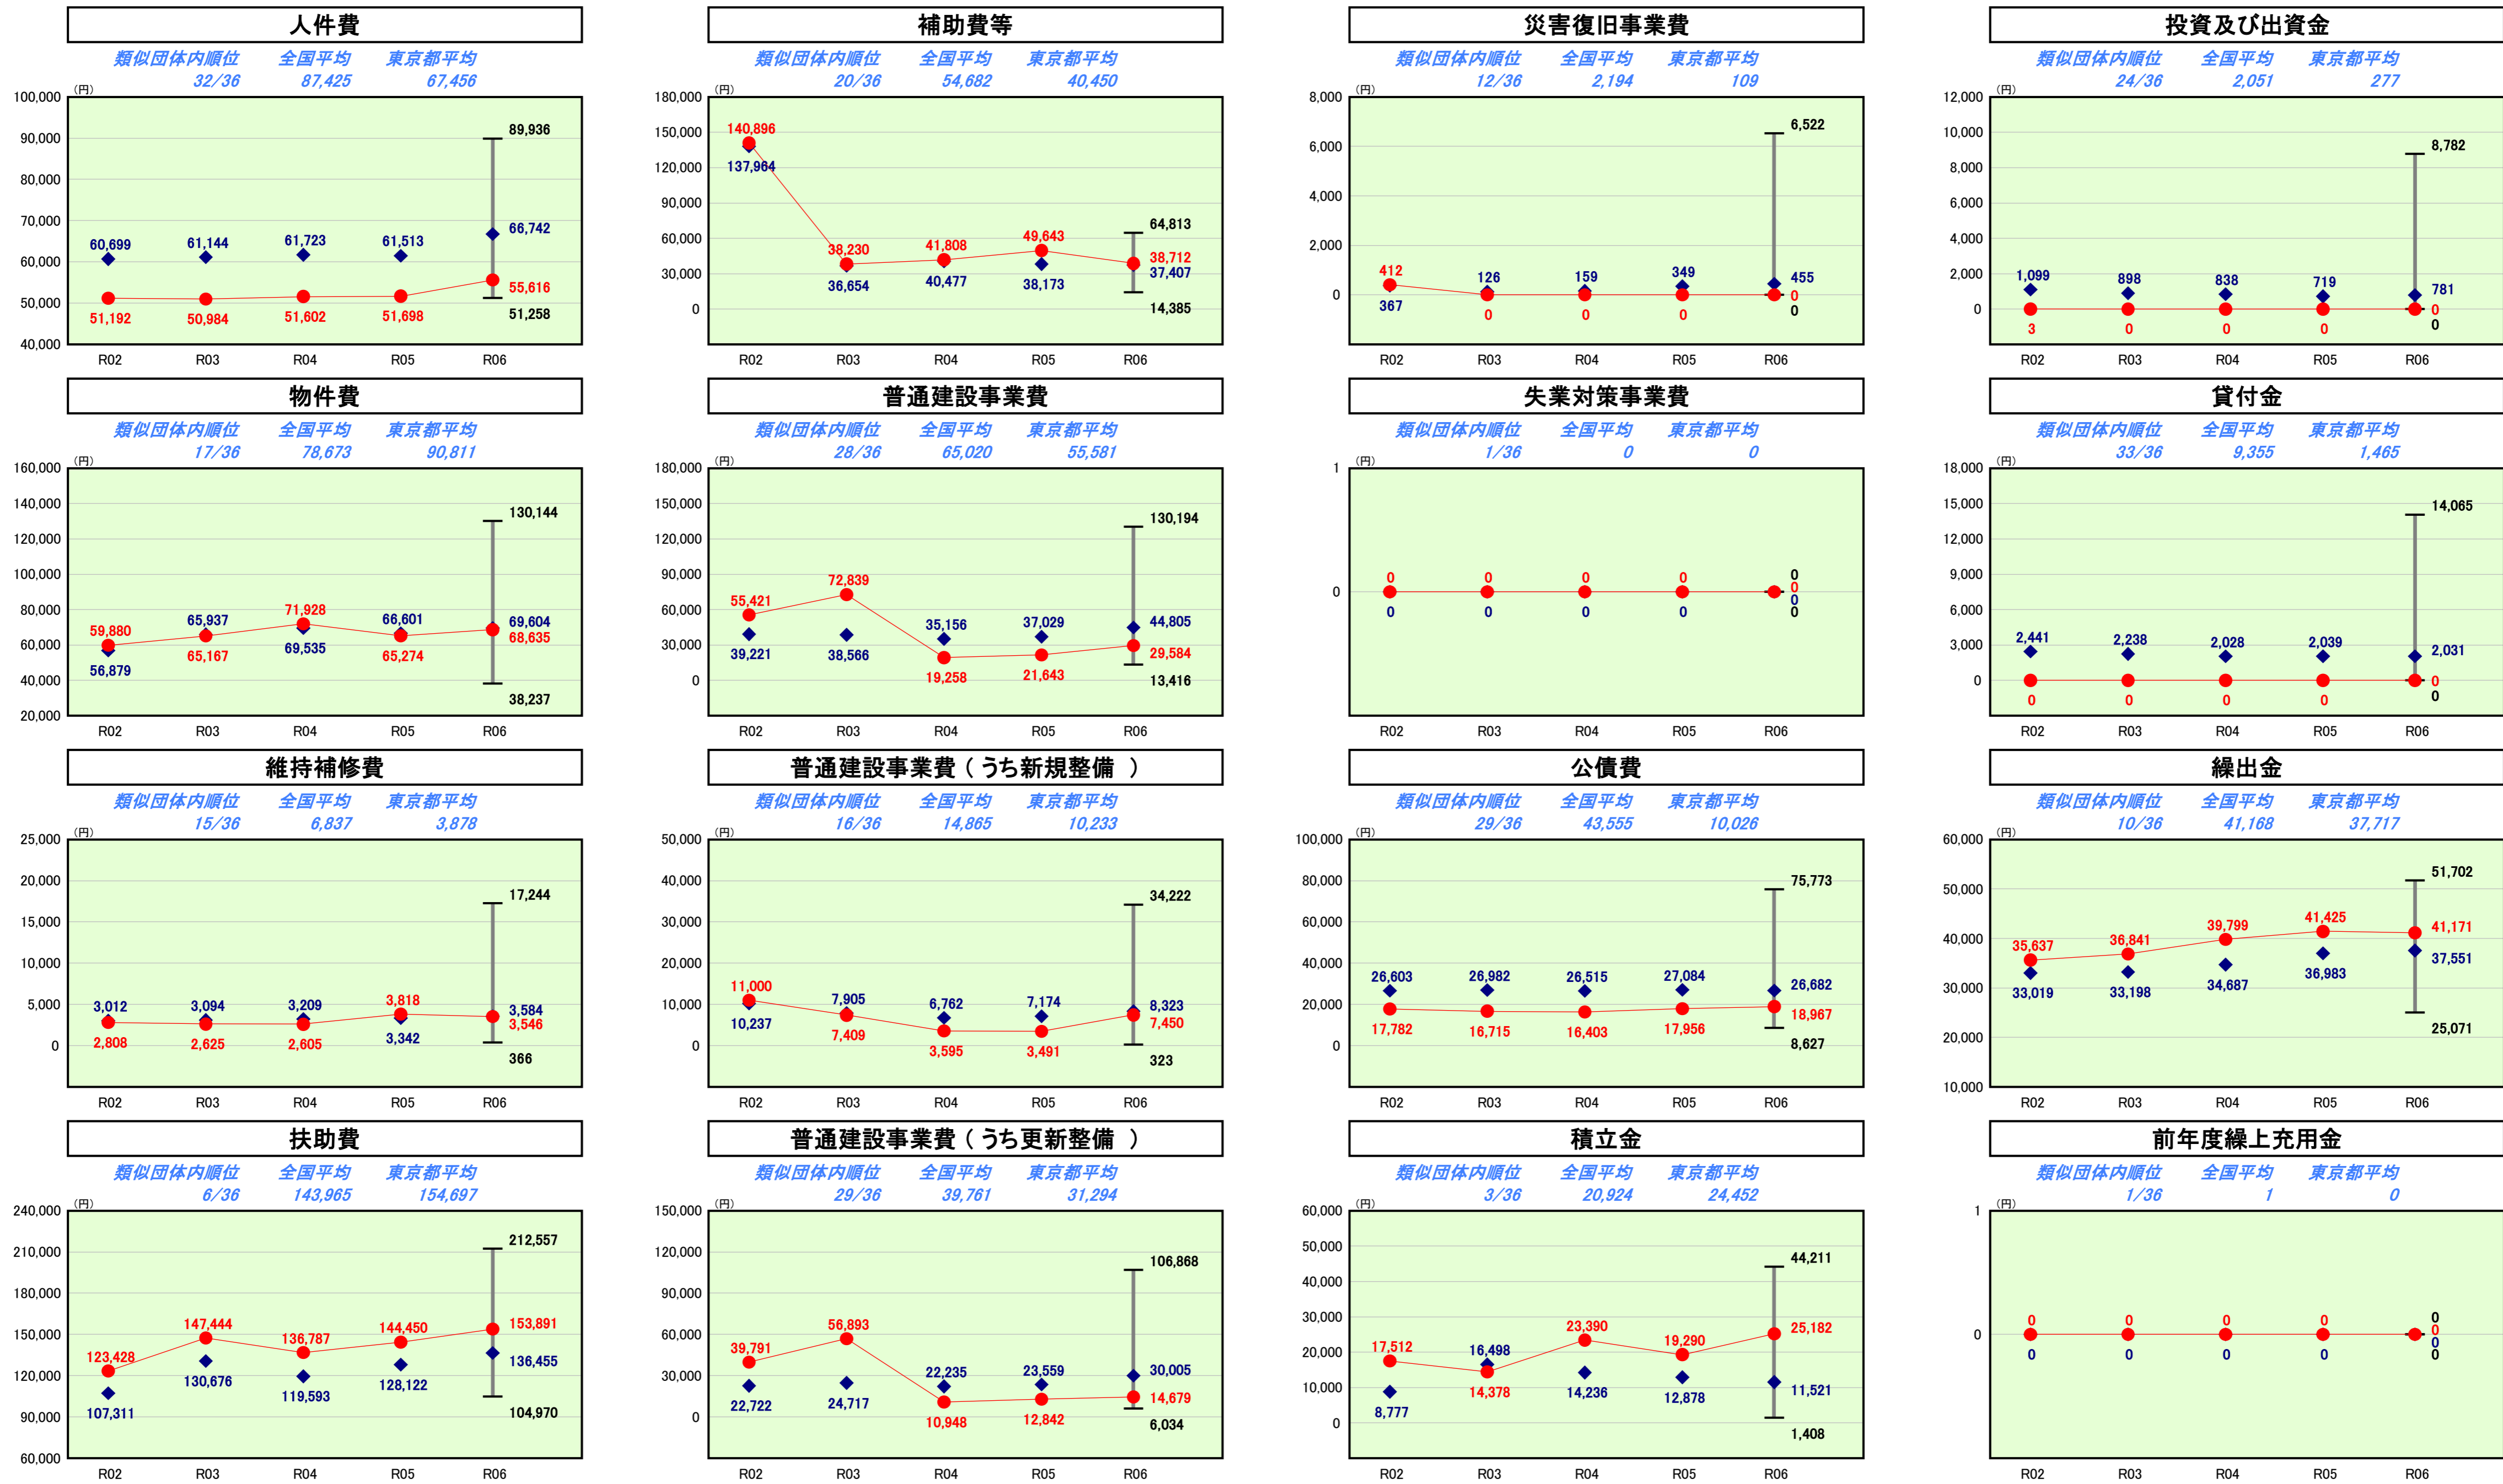 人件費
類似団体内順位 全国平均 東京都平均
32/36 87,425 67,456
(円)
100,000
90,000
80,000
70,000
60,000
50,000
40,000
89,936
60,699 61,144 61,723 61,513 66,742
51,192 50,984 51,602 51,698 55,616
51,258
R02 R03 R04 R05 R06
補助費等
類似団体内順位 全国平均 東京都平均
20/36 54,682 40,450
(円)
180,000
150,000
120,000
90,000
60,000
30,000
0
140,896 38,230 41,808 49,643 38,712
137,964 36,654 40,477 38,173 37,407
64,813
14,385
R02 R03 R04 R05 R06
災害復旧事業費
類似団体内順位 全国平均 東京都平均
12/36 2,194 109
(円)
8,000
6,000
4,000
2,000
0
6,522
412 126 159 349 455
367 0 0 0 0
0
R02 R03 R04 R05 R06
投資及び出資金
類似団体内順位 全国平均 東京都平均
24/36 2,051 277
(円)
12,000
10,000
8,000
6,000
4,000
2,000
0
8,782
1,099 898 838 719 781
3 0 0 0 0
0
R02 R03 R04 R05 R06
物件費
類似団体内順位 全国平均 東京都平均
17/36 78,673 90,811
(円)
160,000
140,000
120,000
100,000
80,000
60,000
40,000
20,000
130,144
59,880 65,937 71,928 66,601 69,604
56,879 65,167 69,535 65,274 68,635
38,237
R02 R03 R04 R05 R06
普通建設事業費
類似団体内順位 全国平均 東京都平均
28/36 65,020 55,581
(円)
180,000
150,000
120,000
90,000
60,000
30,000
0
130,194
55,421 72,839 35,156 37,029 44,805
39,221 38,566 19,258 21,643 29,584
13,416
R02 R03 R04 R05 R06
失業対策事業費
類似団体内順位 全国平均 東京都平均
1/36 0 0
(円)
1
0
0 0 0 0 0
0
0 0 0 0 0
0
R02 R03 R04 R05 R06
貸付金
類似団体内順位 全国平均 東京都平均
33/36 9,355 1,465
(円)
18,000
15,000
12,000
9,000
6,000
3,000
0
14,065
2,441 2,238 2,028 2,039 2,031
0 0 0 0 0
0
R02 R03 R04 R05 R06
維持補修費
類似団体内順位 全国平均 東京都平均
15/36 6,837 3,878
(円)
25,000
20,000
15,000
10,000
5,000
0
17,244
3,012 3,094 3,209 3,818 3,584
2,808 2,625 2,605 3,342 3,546
366
R02 R03 R04 R05 R06
普通建設事業費(うち新規整備 )
類似団体内順位 全国平均 東京都平均
16/36 14,865 10,233
(円)
50,000
40,000
30,000
20,000
10,000
0
34,222
11,000 7,905 6,762 7,174 8,323
10,237 7,409 3,595 3,491 7,450
323
R02 R03 R04 R05 R06
公債費
類似団体内順位 全国平均 東京都平均
29/36 43,555 10,026
(円)
100,000
80,000
60,000
40,000
20,000
0
75,773
26,603 26,982 26,515 27,084 26,682
17,782 16,715 16,403 17,956 18,967
8,627
R02 R03 R04 R05 R06
繰出金
類似団体内順位 全国平均 東京都平均
10/36 41,168 37,717
(円)
60,000
50,000
40,000
30,000
20,000
10,000
51,702
35,637 36,841 39,799 41,425 41,171
33,019 33,198 34,687 36,983 37,551
25,071
R02 R03 R04 R05 R06
扶助費
類似団体内順位 全国平均 東京都平均
6/36 143,965 154,697
(円)
240,000
210,000
180,000
150,000
120,000
90,000
60,000
212,557
123,428 147,444 136,787 144,450 153,891
107,311 130,676 119,593 128,122 136,455
104,970
R02 R03 R04 R05 R06
普通建設事業費(うち更新整備 )
類似団体内順位 全国平均 東京都平均
29/36 39,761 31,294
(円)
150,000
120,000
90,000
60,000
30,000
0
106,868
39,791 56,893 22,235 23,559 30,005
22,722 24,717 10,948 12,842 14,679
6,034
R02 R03 R04 R05 R06
積立金
類似団体内順位 全国平均 東京都平均
3/36 20,924 24,452
(円)
60,000
50,000
40,000
30,000
20,000
10,000
0
44,211
17,512 16,498 23,390 19,290 25,182
8,777 14,378 14,236 12,878 11,521
1,408
R02 R03 R04 R05 R06
前年度繰上充用金
類似団体内順位 全国平均 東京都平均
1/36 1 0
(円)
1
0
0 0 0 0 0
0
0 0 0 0 0
0
R02 R03 R04 R05 R06